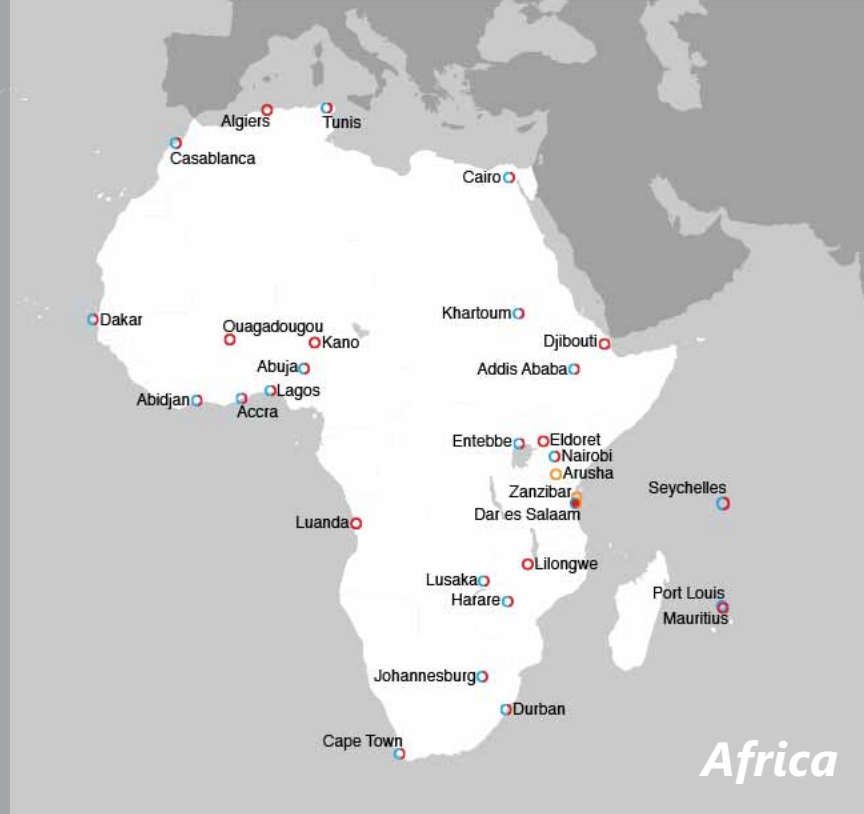 Algiers
Tunis
Casablanca
Cairo
Dakar
Khartoum
Ouagadougou
Kano
Djibouti
Abuja
Addis Ababa
Lagos
Abidjan
Accra
Entebbe
Eldoret
Nairobi
Arusha
Zanzibar
Seychelles
Dar es Salaam
Luanda
Lilongwe
Lusaka
Port Louis
Harare
Mauritius
Johannesburg
Durban
Cape Town
Africa